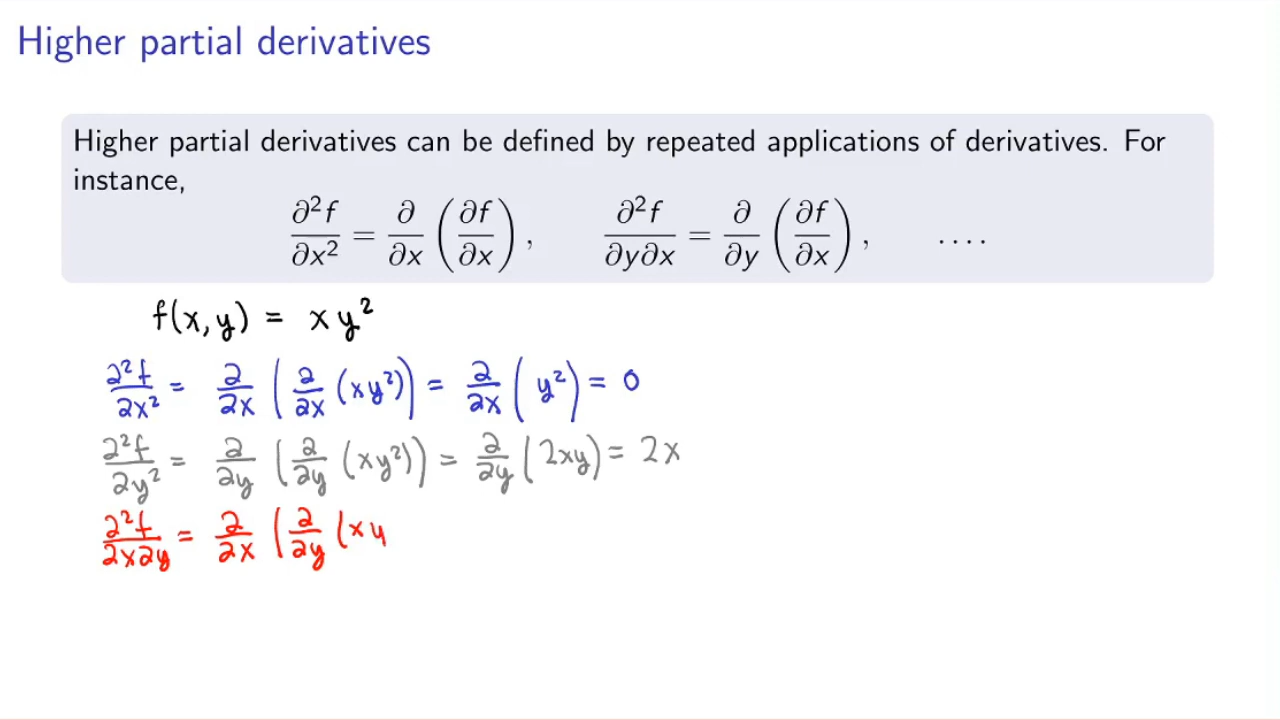 Higher partial derivatives
Higher partial derivatives can be defined by repeated applications of derivatives. For
instance,
∂²f/∂x² = ∂/∂x (∂f/∂x), ∂²f/∂y∂x = ∂/∂y (∂f/∂x), ....
f(x,y) = xy²
∂²f/∂x² = ∂/∂x (∂/∂x (xy²)) = ∂/∂x (y²) = 0
∂²f/∂y² = ∂/∂y (∂/∂y (xy²)) = ∂/∂y (2xy) = 2x
∂²f/∂x∂y = ∂/∂x (∂/∂y (xy